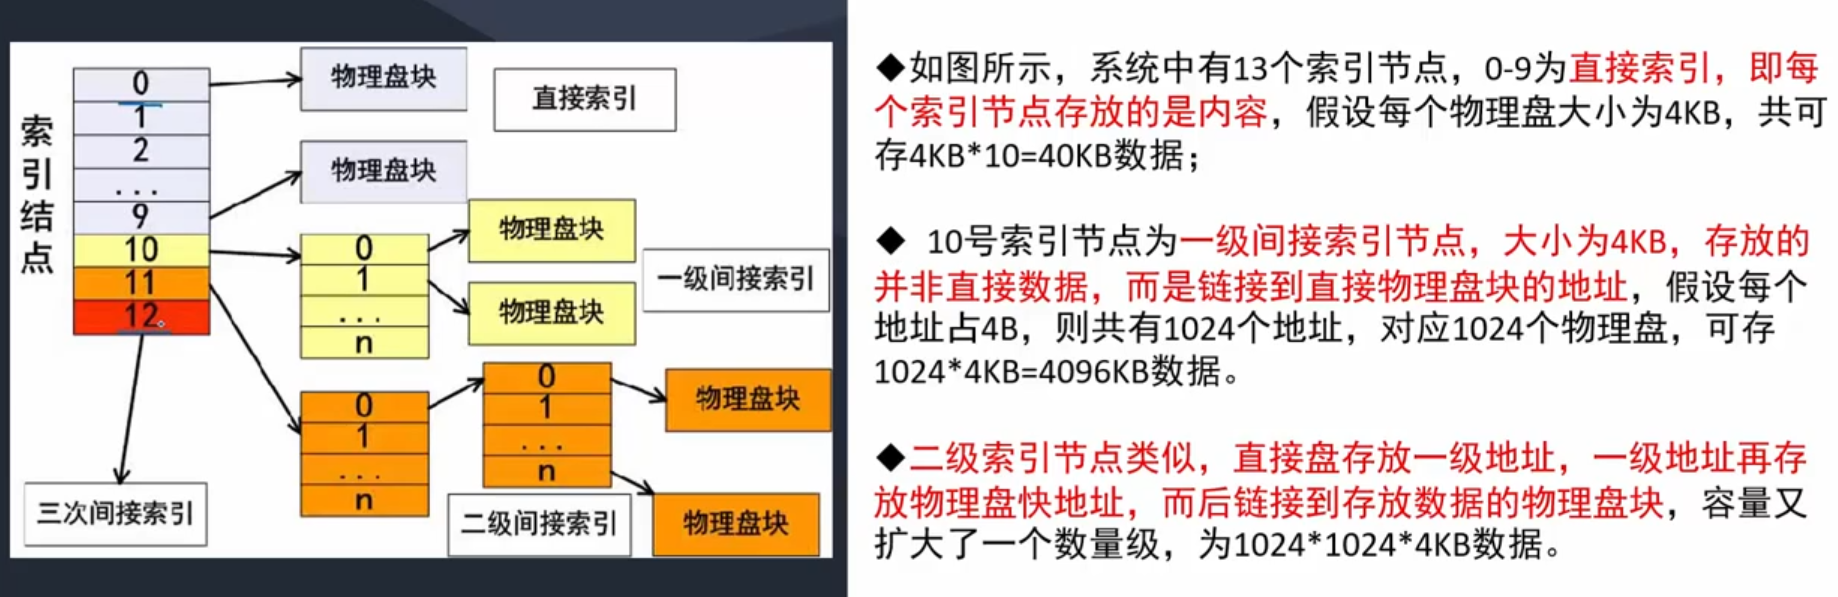 索
引
结
点
0
1
2
...
9
10
11
12
物理盘块
直接索引
物理盘块
0
1
...
n
物理盘块
物理盘块
一级间接索引
0
1
...
n
0
1
...
n
物理盘块
物理盘块
二级间接索引
三次间接索引
◆如图所示，系统中有13个索引节点，0-9为直接索引，即每
个索引节点存放的是内容，假设每个物理盘大小为4KB，共可
存4KB*10=40KB数据；
◆ 10号索引节点为一级间接索引节点，大小为4KB，存放的
并非直接数据，而是链接到直接物理盘块的地址，假设每个
地址占4B，则共有1024个地址，对应1024个物理盘，可存
1024*4KB=4096KB数据。
◆二级索引节点类似，直接盘存放一级地址，一级地址再存
放物理盘快地址，而后链接到存放数据的物理盘块，容量又
扩大了一个数量级，为1024*1024*4KB数据。